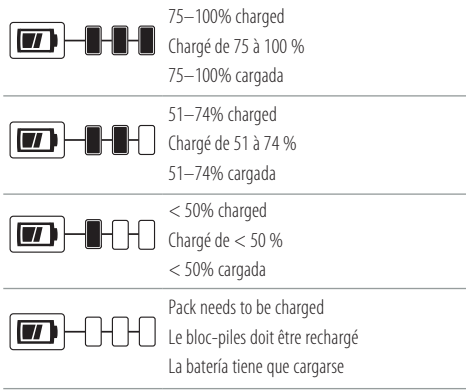 75–100% charged
Chargé de 75 à 100 %
75–100% cargada
51–74% charged
Chargé de 51 à 74 %
51–74% cargada
< 50% charged
Chargé de < 50 %
< 50% cargada
Pack needs to be charged
Le bloc-piles doit être rechargé
La batería tiene que cargarse